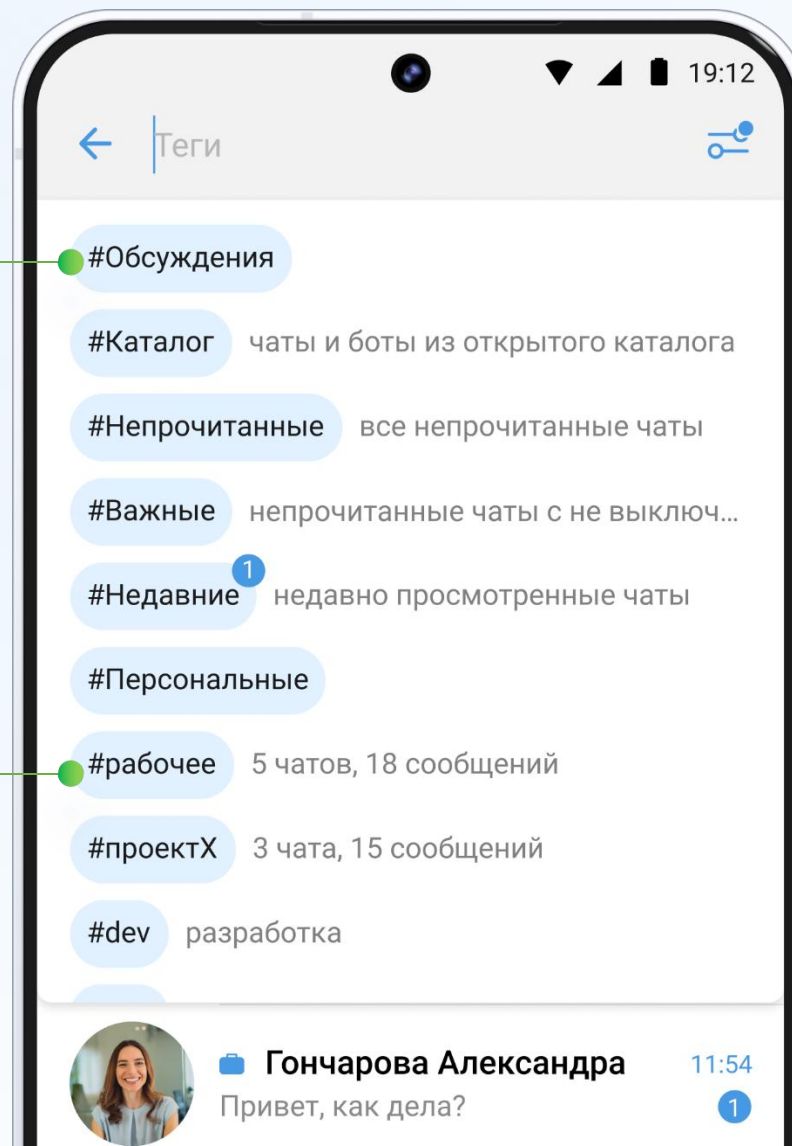 19:12
Теги
#Обсуждения
#Каталог чаты и боты из открытого каталога
#Непрочитанные все непрочитанные чаты
#Важные непрочитанные чаты с не выключ...
#Недавние 1 недавно просмотренные чаты
#Персональные
#рабочее 5 чатов, 18 сообщений
#проектХ 3 чата, 15 сообщений
#dev разработка
Гончарова Александра 11:54
Привет, как дела? 1